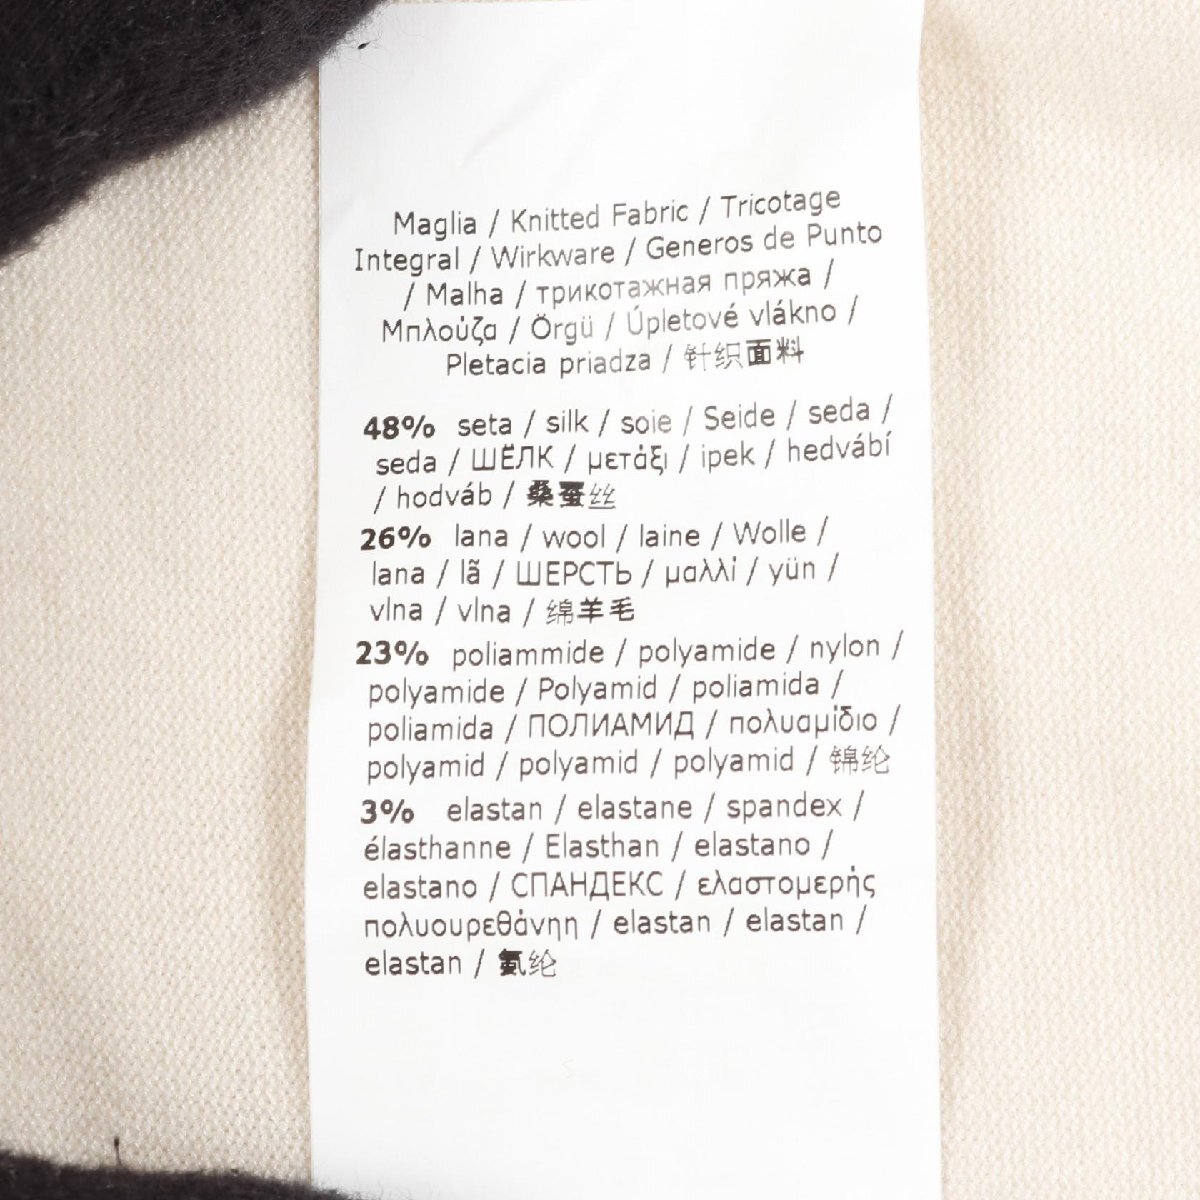 Maglia / Knitted Fabric / Tricotage
Integral / Wirkware / Generos de Punto
/ Malha / трикотажная пряжа /
Μπλούζα / Örgü / Úpletové vlákno /
Pletacia priadza / 针织面料
48% seta / silk / soie / Seide / seda /
seda / ШЁЛК / μετάξι / ipek / hedvábí
/ hodváb / 桑蚕丝
26% lana / wool / laine / Wolle /
lana / lã / ШЕРСТЬ / μαλλί / yün /
vlna / vlna / 绵羊毛
23% poliammide / polyamide / nylon /
polyamide / Polyamid / poliamida /
poliamida / ПОЛИАМИД / πολυαμίδιο /
polyamid / polyamid / polyamid / 锦纶
3% elastan / elastane / spandex /
élasthanne / Elasthan / elastano /
elastano / СПАНДЕКС / ελαστομερής
πολυουρεθάνηη / elastan / elastan /
elastan / 氨纶